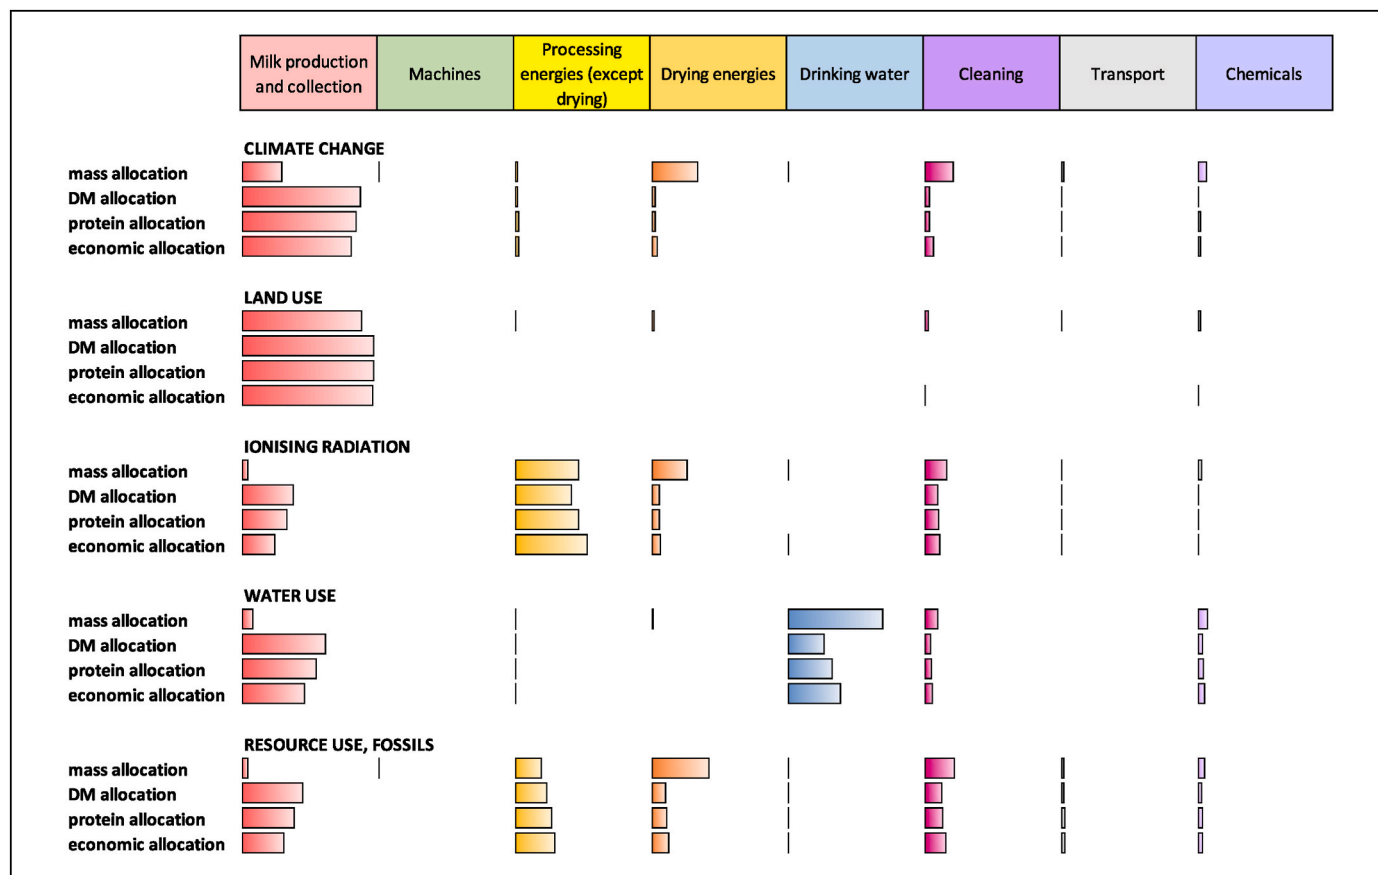 Milk production
and collection
Machines
Processing
energies (except
drying)
Drying energies
Drinking water
Cleaning
Transport
Chemicals
CLIMATE CHANGE
mass allocation
DM allocation
protein allocation
economic allocation
LAND USE
mass allocation
DM allocation
protein allocation
economic allocation
IONISING RADIATION
mass allocation
DM allocation
protein allocation
economic allocation
WATER USE
mass allocation
DM allocation
protein allocation
economic allocation
RESOURCE USE, FOSSILS
mass allocation
DM allocation
protein allocation
economic allocation